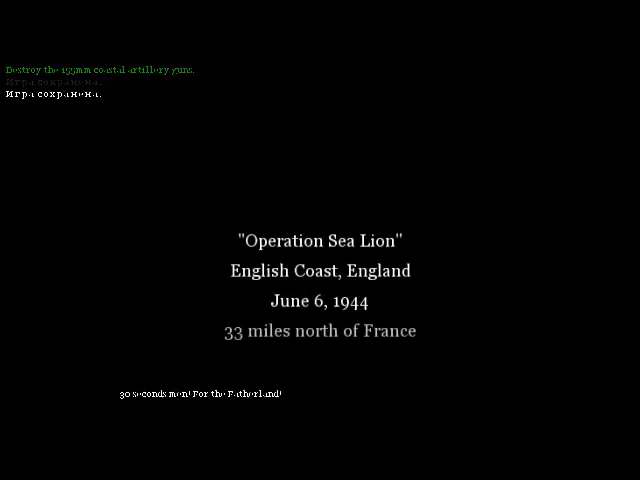 Destroy the 155mm coastal artillery guns.
Игра сохранена.
Игра сохранена.
"Operation Sea Lion"
English Coast, England
June 6, 1944
33 miles north of France
30 seconds men! For the Fatherland!